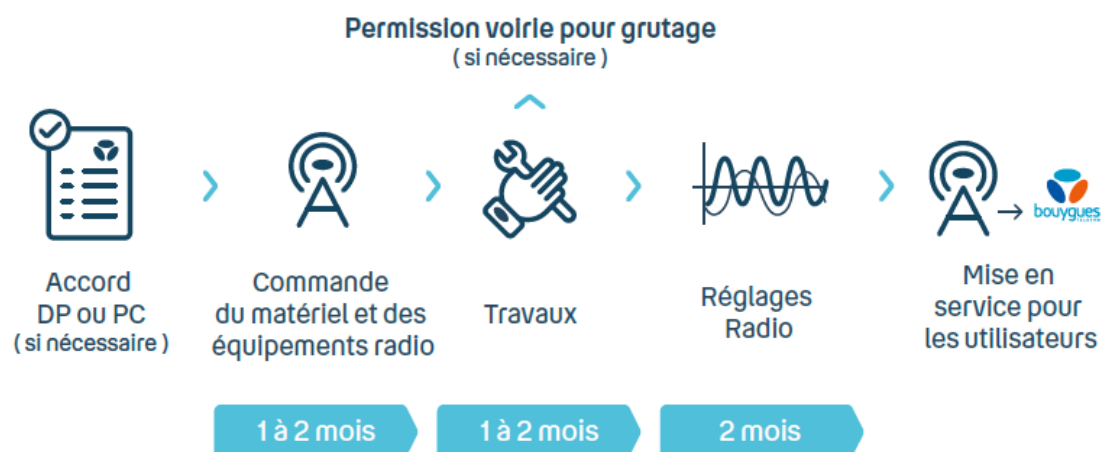 Permission voirie pour grutage
( si nécessaire )
Accord
DP ou PC
( si nécessaire )
Commande
du matériel et des
équipements radio
Travaux
Réglages
Radio
bouygues
TELECOM
Mise en
service pour
les utilisateurs
1 à 2 mois
1 à 2 mois
2 mois